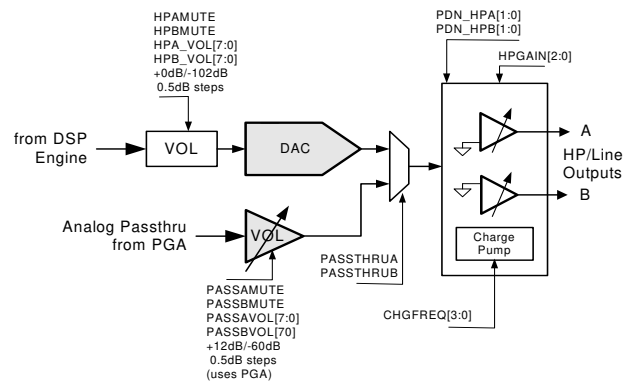 HPAMUTE
HPBMUTE
HPA_VOL[7:0]
HPB_VOL[7:0]
+0dB/-102dB
0.5dB steps
PDN_HPA[1:0]
PDN_HPB[1:0]
HPGAIN[2:0]
from DSP
Engine
VOL
DAC
A
HP/Line
Outputs
B
Analog Passthru
from PGA
VOL
PASSTHRUA
PASSTHRUB
Charge
Pump
PASSAMUTE
PASSBMUTE
PASSAVOL[7:0]
PASSBVOL[70]
+12dB/-60dB
0.5dB steps
(uses PGA)
CHGFREQ[3:0]